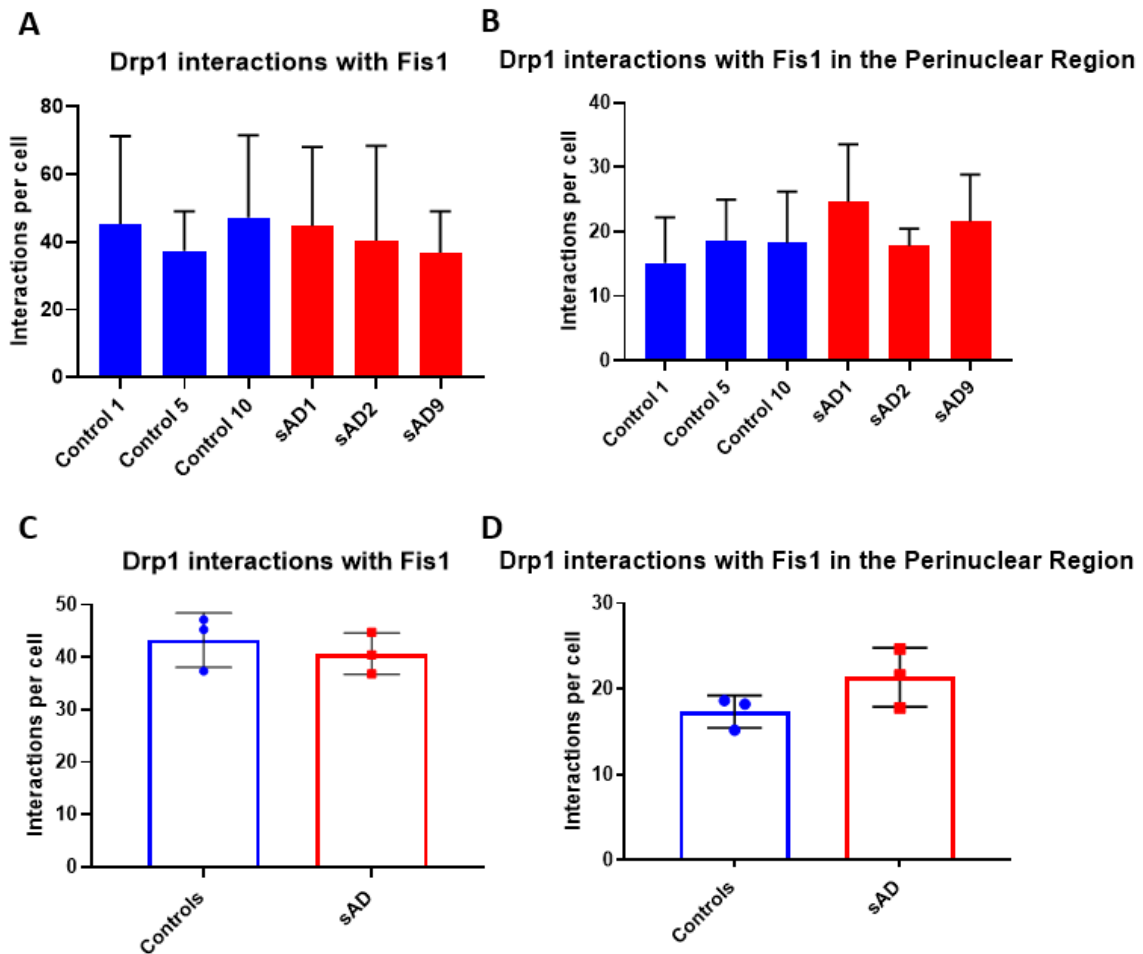 A
Drp1 interactions with Fis1
Interactions per cell
80
60
40
20
0
Control 1
Control 5
Control 10
sAD1
sAD2
sAD9
B
Drp1 interactions with Fis1 in the Perinuclear Region
Interactions per cell
40
30
20
10
0
Control 1
Control 5
Control 10
sAD1
sAD2
sAD9
C
Drp1 interactions with Fis1
Interactions per cell
50
40
30
20
10
0
Controls
sAD
D
Drp1 interactions with Fis1 in the Perinuclear Region
Interactions per cell
30
20
10
0
Controls
sAD